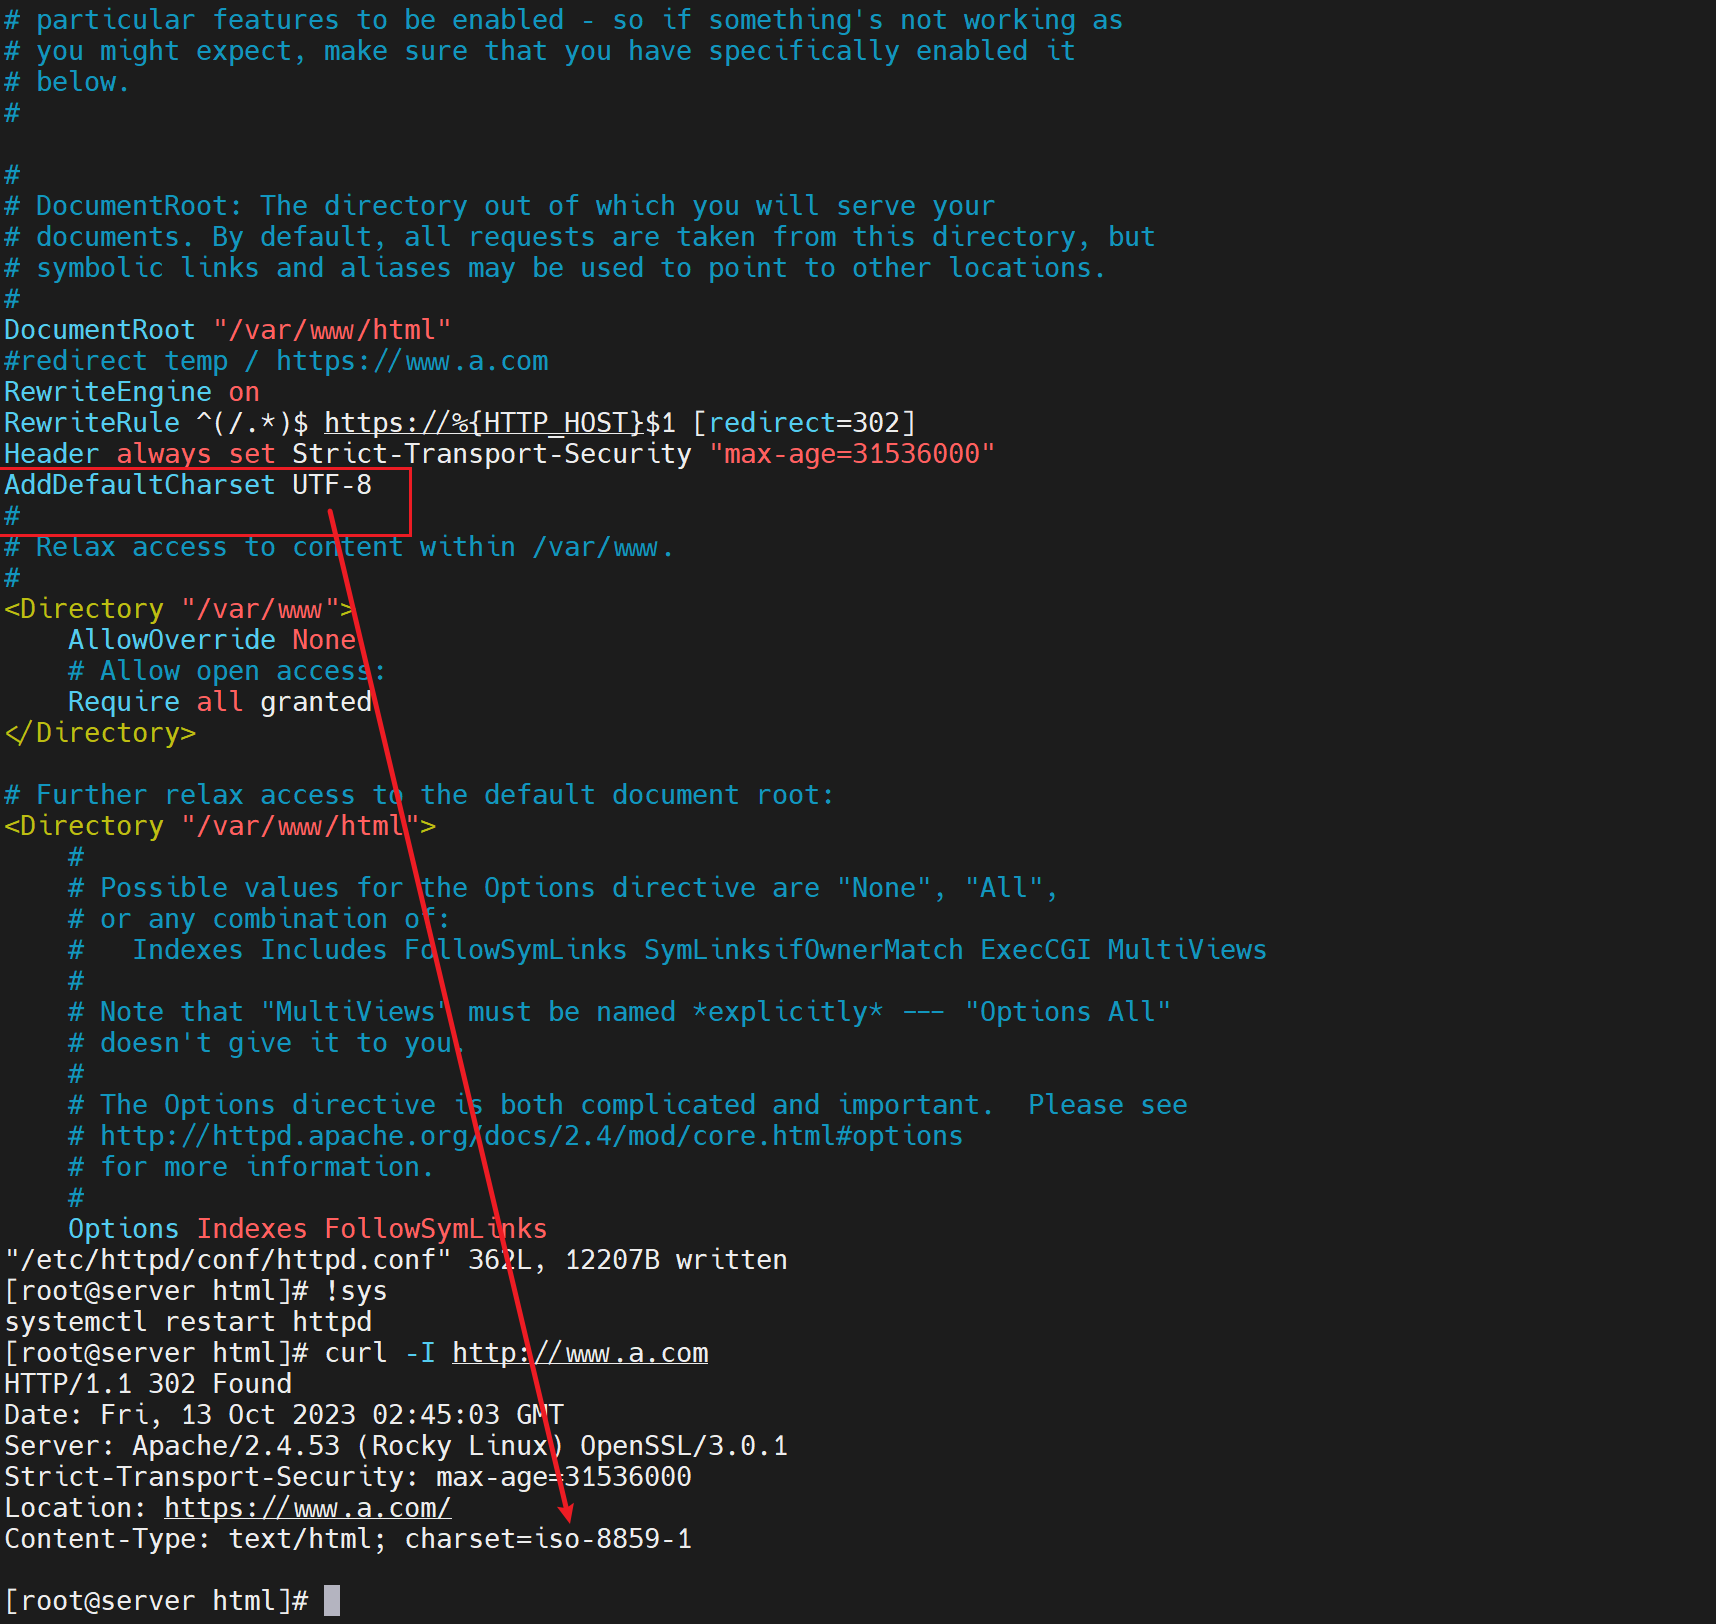 # particular features to be enabled - so if something's not working as
# you might expect, make sure that you have specifically enabled it
# below.
#
#
# DocumentRoot: The directory out of which you will serve your
# documents. By default, all requests are taken from this directory, but
# symbolic links and aliases may be used to point to other locations.
#
DocumentRoot "/var/www/html"
#redirect temp / https://www.a.com
RewriteEngine on
RewriteRule ^(/.*)$ https://%{HTTP_HOST}$1 [redirect=302]
Header always set Strict-Transport-Security "max-age=31536000"
AddDefaultCharset UTF-8
#
# Relax access to content within /var/www.
#
<Directory "/var/www">
    AllowOverride None
    # Allow open access:
    Require all granted
</Directory>
# Further relax access to the default document root:
<Directory "/var/www/html">
    #
    # Possible values for the Options directive are "None", "All",
    # or any combination of:
    #   Indexes Includes FollowSymLinks SymLinksifOwnerMatch ExecCGI MultiViews
    #
    # Note that "MultiViews" must be named *explicitly* --- "Options All"
    # doesn't give it to you.
    #
    # The Options directive is both complicated and important.  Please see
    # http://httpd.apache.org/docs/2.4/mod/core.html#options
    # for more information.
    #
    Options Indexes FollowSymLinks
"/etc/httpd/conf/httpd.conf" 362L, 12207B written
[root@server html]# !sys
systemctl restart httpd
[root@server html]# curl -I http://www.a.com
HTTP/1.1 302 Found
Date: Fri, 13 Oct 2023 02:45:03 GMT
Server: Apache/2.4.53 (Rocky Linux) OpenSSL/3.0.1
Strict-Transport-Security: max-age=31536000
Location: https://www.a.com/
Content-Type: text/html; charset=iso-8859-1
[root@server html]#